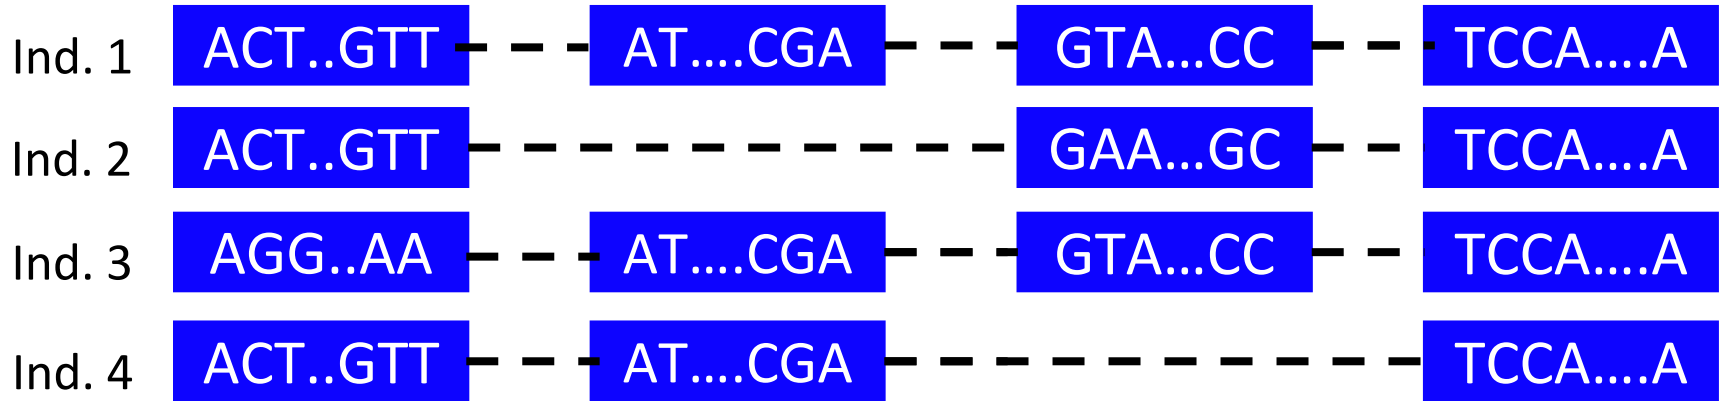 Ind. 1 ACT..GTT AT....CGA GTA...CC TCCA....A
Ind. 2 ACT..GTT GAA...GC TCCA....A
Ind. 3 AGG..AA AT....CGA GTA...CC TCCA....A
Ind. 4 ACT..GTT AT....CGA TCCA....A